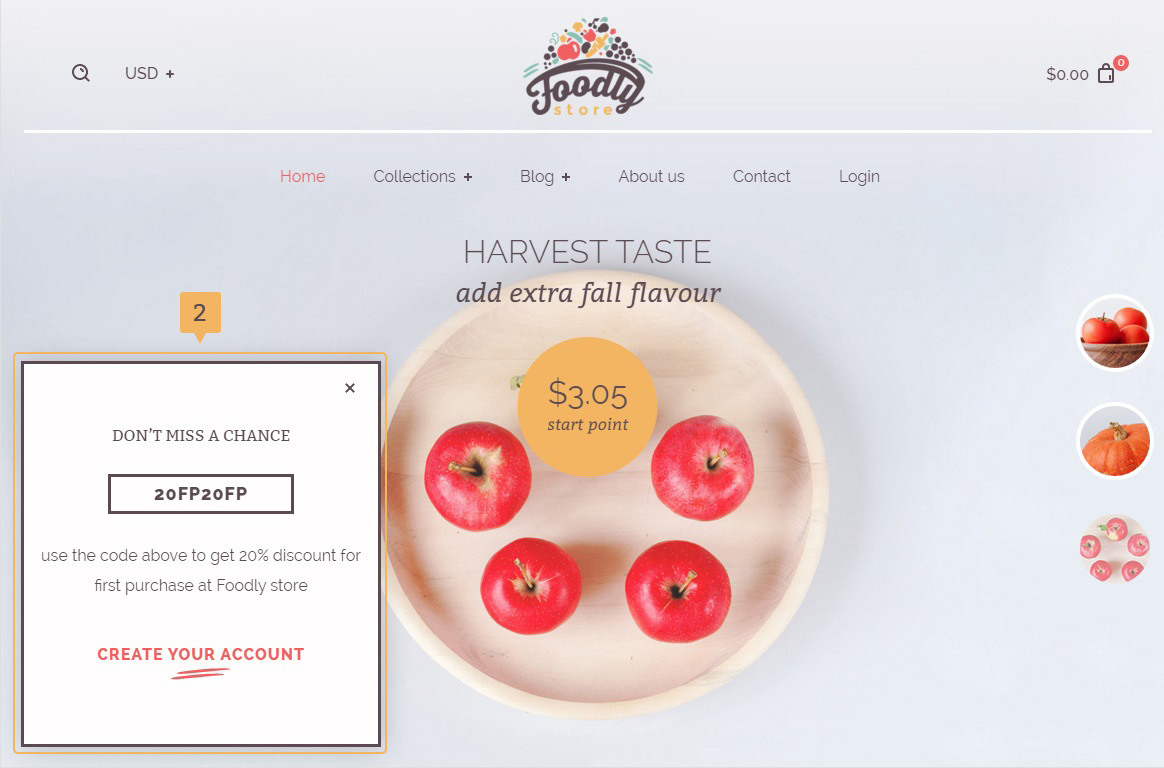 USD +
Foodly
store
$0.00
0
Home
Collections +
Blog +
About us
Contact
Login
HARVEST TASTE
add extra fall flavour
$3.05
start point
2
×
DON'T MISS A CHANCE
20FP20FP
use the code above to get 20% discount for
first purchase at Foodly store
CREATE YOUR ACCOUNT